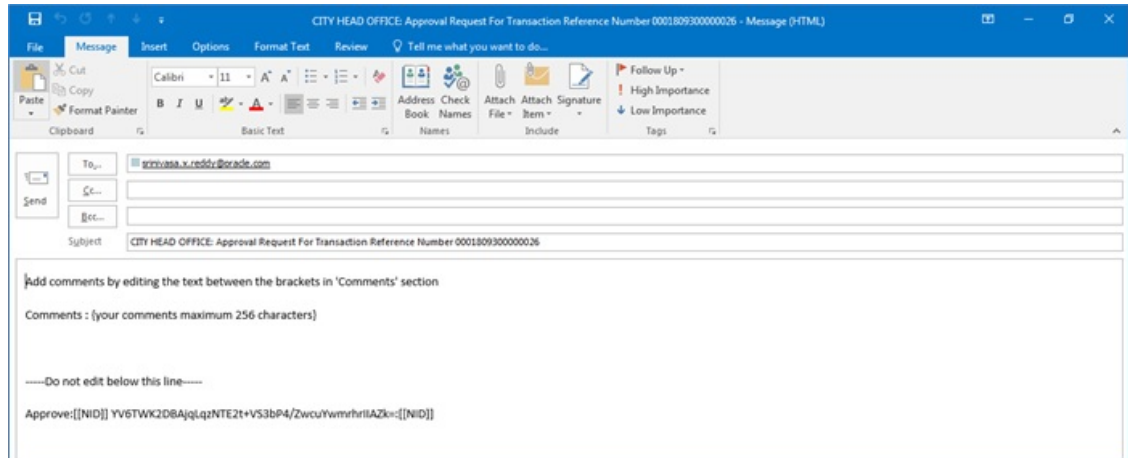 CITY HEAD OFFICE: Approval Request For Transaction Reference Number 0001809300000026 - Message (HTML)
File Message Insert Options Format Text Review Tell me what you want to do...
Cut
Copy
Format Painter
Paste
Calibri 11
B I U
Address Book
Check Names
Attach File
Attach Item
Signature
Follow Up
High Importance
Low Importance
Clipboard Basic Text Names Include Tags
Send
To...
srinivasa.x.reddy@oracle.com
Cc...
Bcc...
Subject CITY HEAD OFFICE: Approval Request For Transaction Reference Number 0001809300000026
Add comments by editing the text between the brackets in 'Comments' section
Comments : {your comments maximum 256 characters}
-----Do not edit below this line-----
Approve:[[NID]] YV6TWK2DBAjqLqzNTE2t+VS3bP4/ZwcuYwmrhrIIAZk=:[[NID]]